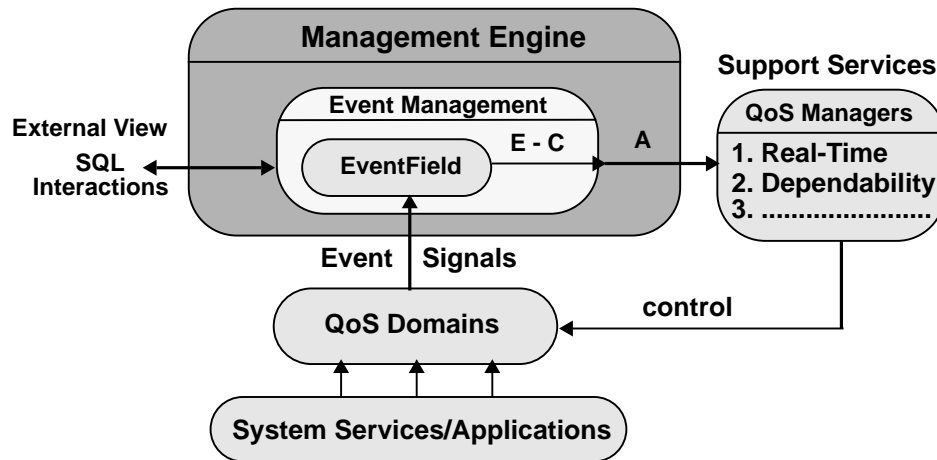 Management Engine
Support Services
Event Management
QoS Managers
External View
SQL
Interactions
EventField
E - C
A
1. Real-Time
2. Dependability
3. .......................
Event Signals
QoS Domains
control
System Services/Applications